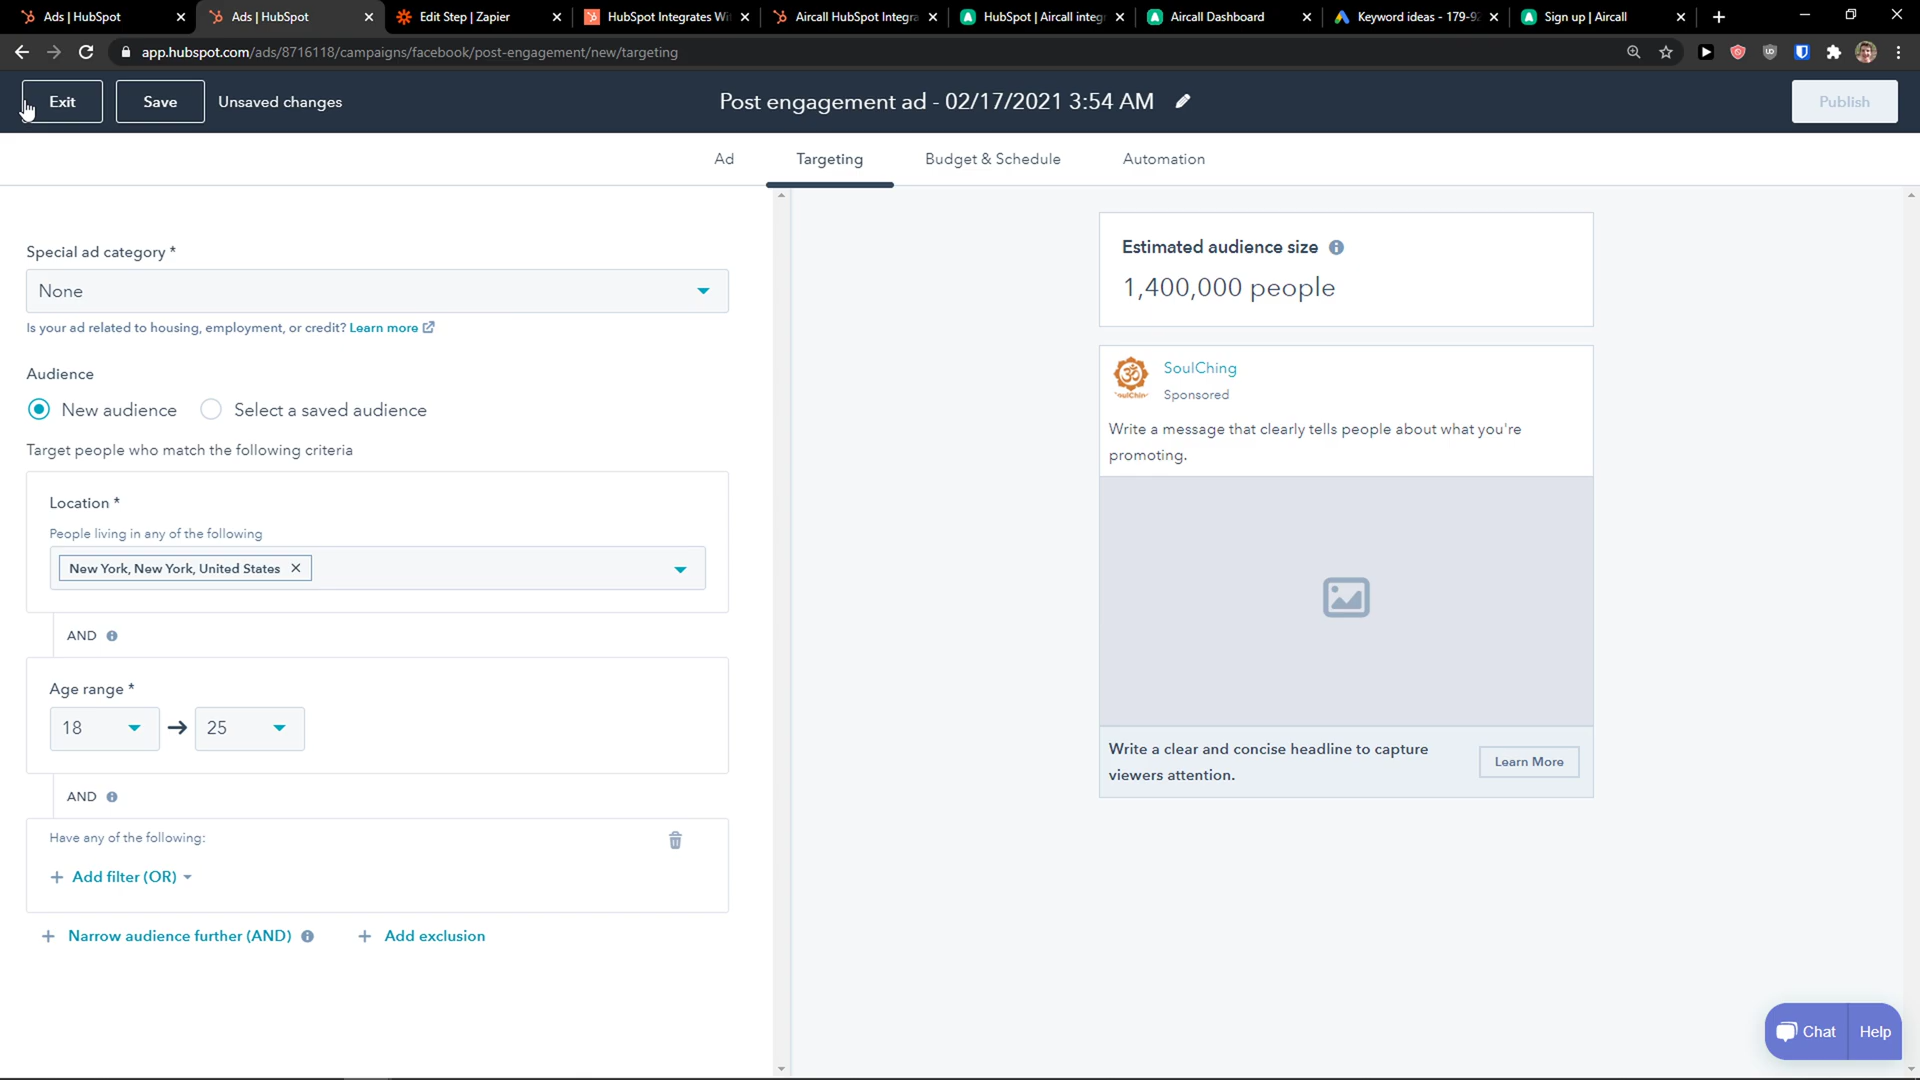 Ads | HubSpot
Ads | HubSpot
Edit Step | Zapier
HubSpot Integrates Wi
Aircall HubSpot Integra
HubSpot | Aircall integ
Aircall Dashboard
Keyword ideas - 179-9
Sign up | Aircall
app.hubspot.com/ads/8716118/campaigns/facebook/post-engagement/new/targeting
Exit
Save
Unsaved changes
Post engagement ad - 02/17/2021 3:54 AM
Publish
Ad
Targeting
Budget & Schedule
Automation
Special ad category *
None
Is your ad related to housing, employment, or credit? Learn more
Audience
New audience
Select a saved audience
Target people who match the following criteria
Location *
People living in any of the following
New York, New York, United States
AND
Age range *
18
25
AND
Have any of the following:
+ Add filter (OR)
+ Narrow audience further (AND)
+ Add exclusion
Estimated audience size
1,400,000 people
SoulChing
Sponsored
Write a message that clearly tells people about what you're
promoting.
Write a clear and concise headline to capture
viewers attention.
Learn More
Chat
Help